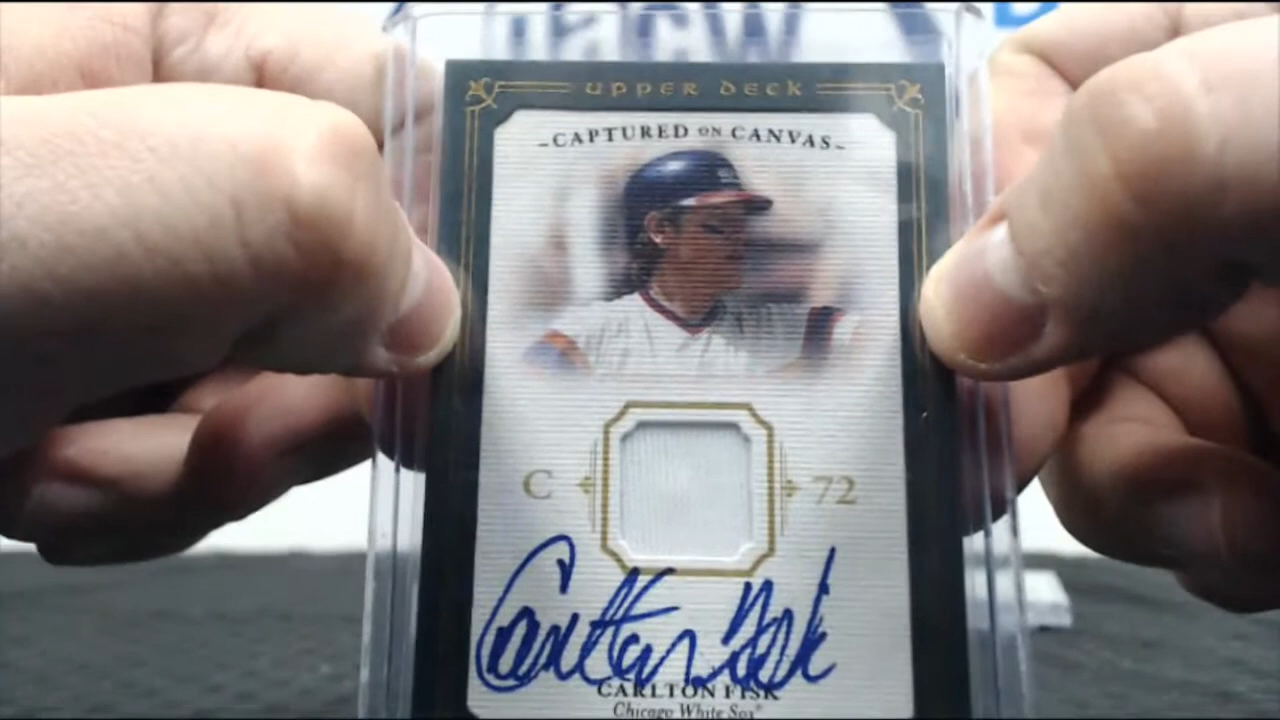 UPPER DECK
CAPTURED ON CANVAS
C 72
Carlton Fisk
CARLTON FISK
Chicago White Sox